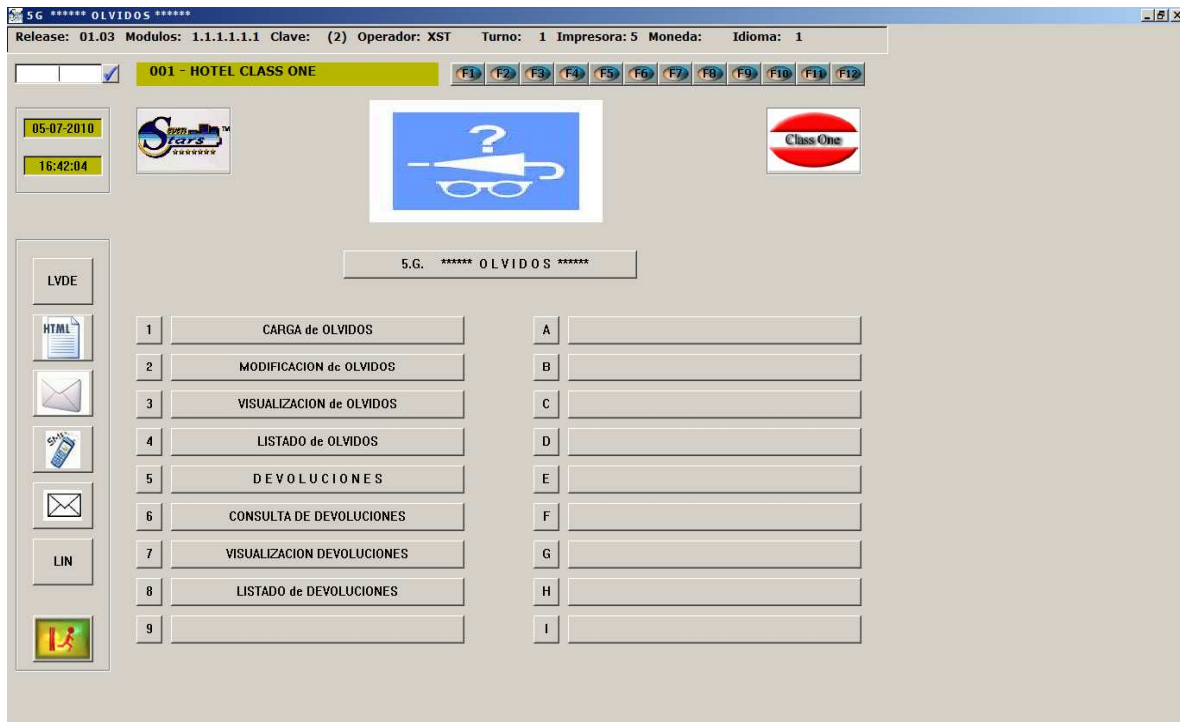 5G ****** OLVIDOS ******
Release: 01.03 Modulos: 1.1.1.1.1.1 Clave: (2) Operador: XST Turno: 1 Impresora: 5 Moneda: Idioma: 1
001 - HOTEL CLASS ONE F1 F2 F3 F4 F5 F6 F7 F8 F9 F10 F11 F12
05-07-2010
16:42:04
Seven Stars TM
?
Class One
5.G. ****** O L V I D O S ******
LVDE
HTML
SMS
LIN
1 CARGA de OLVIDOS A
2 MODIFICACION de OLVIDOS B
3 VISUALIZACION de OLVIDOS C
4 LISTADO de OLVIDOS D
5 D E V O L U C I O N E S E
6 CONSULTA DE DEVOLUCIONES F
7 VISUALIZACION DEVOLUCIONES G
8 LISTADO de DEVOLUCIONES H
9 I